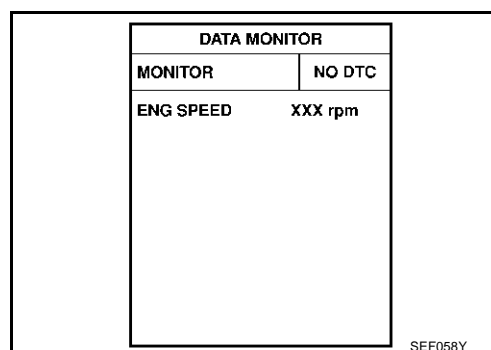 DATA MONITOR
MONITOR NO DTC
ENG SPEED XXX rpm
SEF058Y